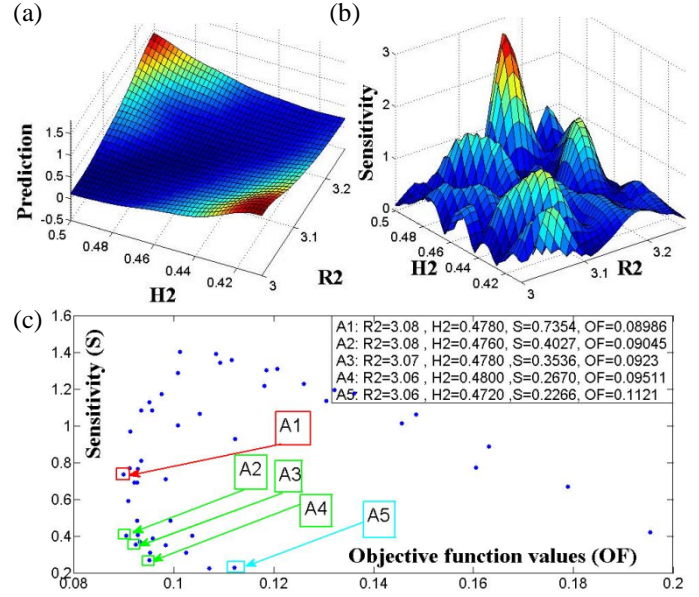 (a)
(b)
Prediction
1.5
1
0.5
0
-0.5
0.5
0.48
0.46
0.44
0.42
3
3.1
3.2
H2
R2
Sensitivity
3
2
1
0
0.5
0.48
0.46
0.44
0.42
3
3.1
3.2
H2
R2
(c)
Sensitivity (S)
1.6
1.4
1.2
1
0.8
0.6
0.4
0.2
A1: R2=3.08 , H2=0.4780, S=0.7354, OF=0.08986
A2: R2=3.08 , H2=0.4760, S=0.4027, OF=0.09045
A3: R2=3.07 , H2=0.4780 ,S=0.3536, OF=0.0923
A4: R2=3.06 , H2=0.4800 ,S=0.2670, OF=0.09511
A5: R2=3.06 , H2=0.4720 ,S=0.2266, OF=0.1121
A1
A2
A3
A4
A5
Objective function values (OF)
0.08
0.1
0.12
0.14
0.16
0.18
0.2